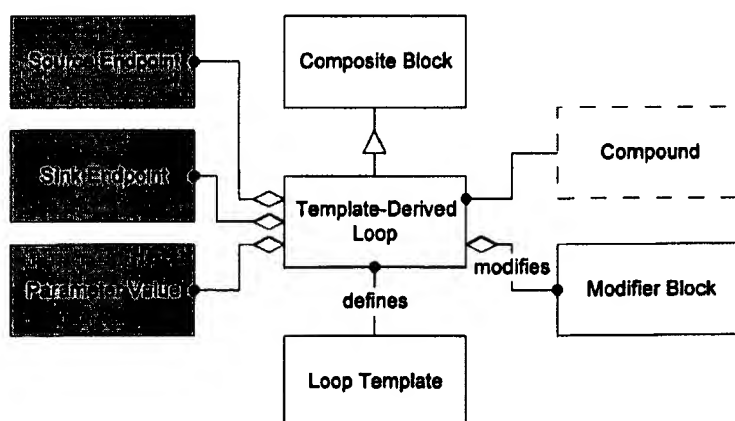 Source Endpoint
Composite Block
Sink Endpoint
Compound
Template-Derived
Loop
Parameter Value
modifies
Modifier Block
defines
Loop Template